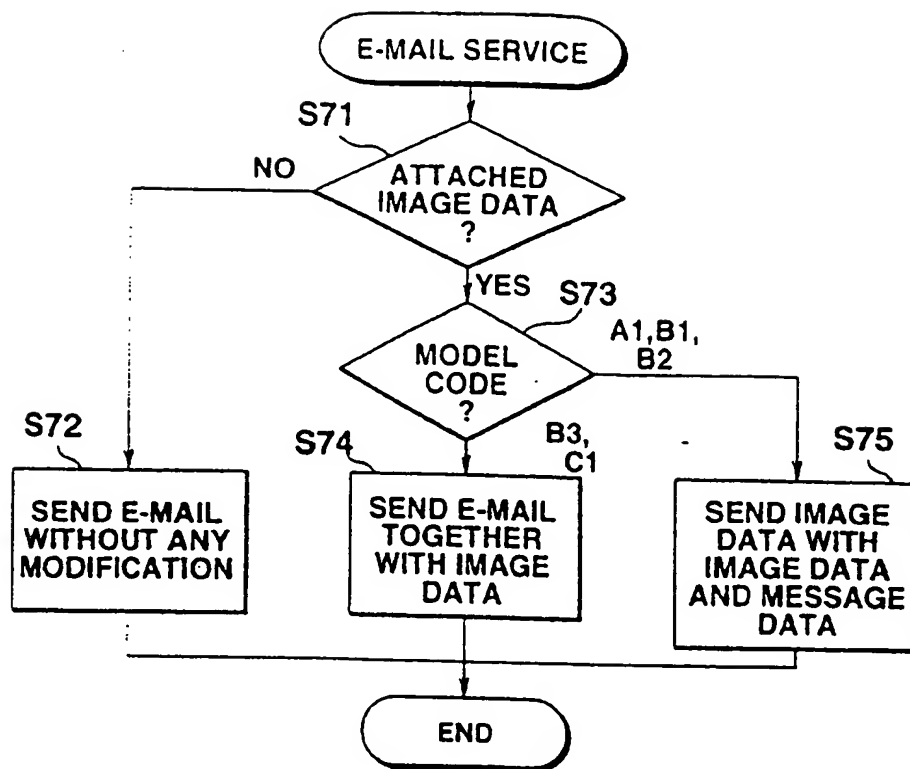 E-MAIL SERVICE
S71
NO
ATTACHED
IMAGE DATA
?
YES
S73
A1,B1,
B2
MODEL
CODE
?
S72
S74
B3,
C1
S75
SEND E-MAIL
WITHOUT ANY
MODIFICATION
SEND E-MAIL
TOGETHER
WITH IMAGE
DATA
SEND IMAGE
DATA WITH
IMAGE DATA
AND MESSAGE
DATA
END